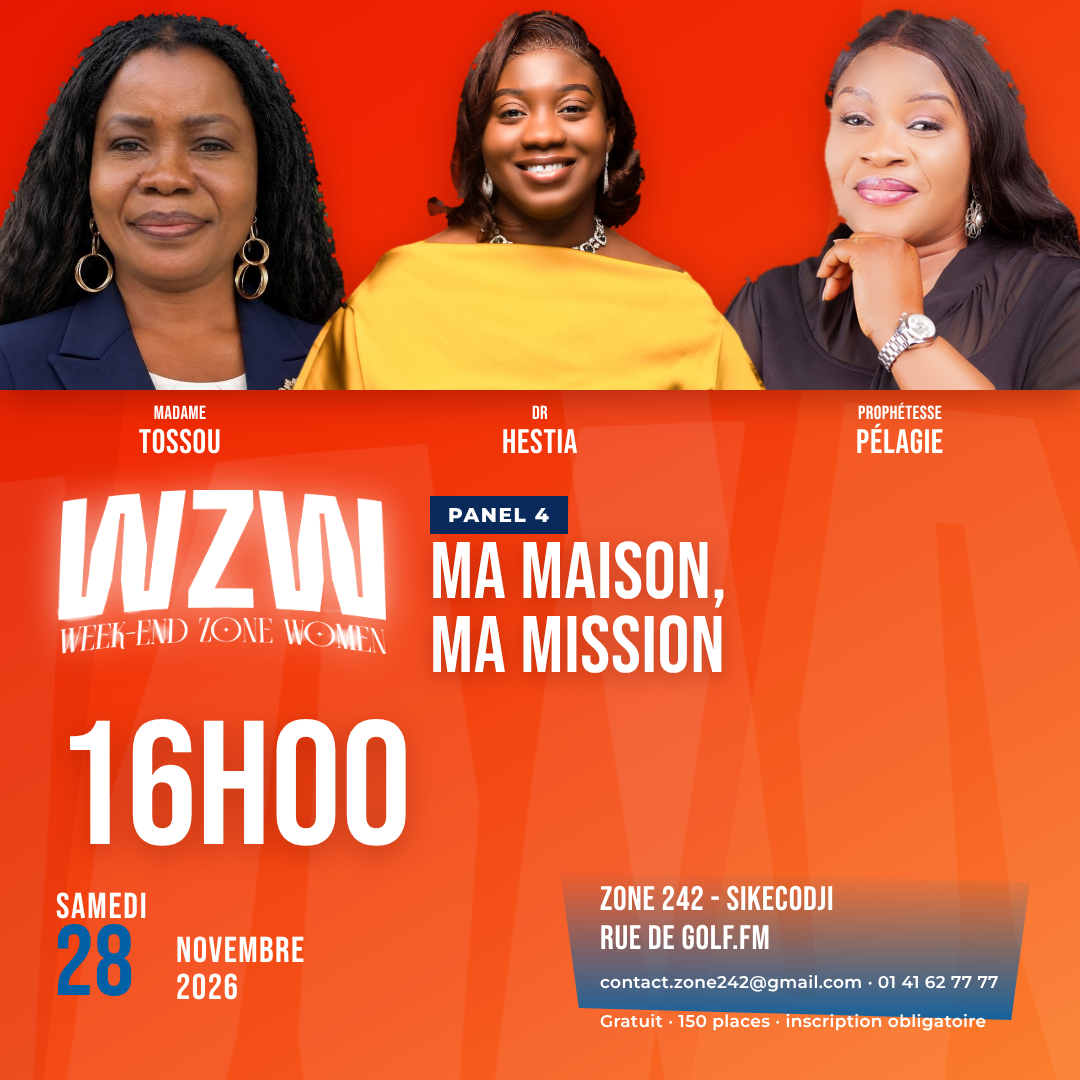 MADAME
TOSSOU
DR
HESTIA
PROPHÉTESSE
PÉLAGIE
WZW
WEEK-END ZONE WOMEN
PANEL 4
MA MAISON,
MA MISSION
16H00
SAMEDI
28
NOVEMBRE
2026
ZONE 242 - SIKECODJI
RUE DE GOLF.FM
contact.zone242@gmail.com · 01 41 62 77 77
Gratuit · 150 places · inscription obligatoire